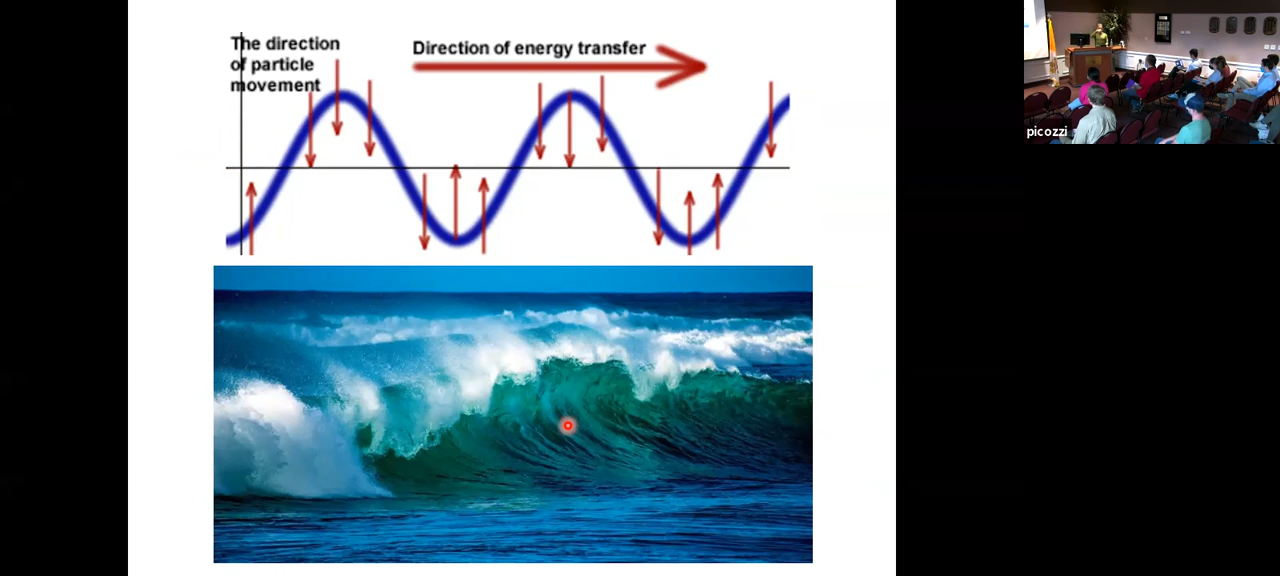 The direction
of particle
movement
Direction of energy transfer
picozzi